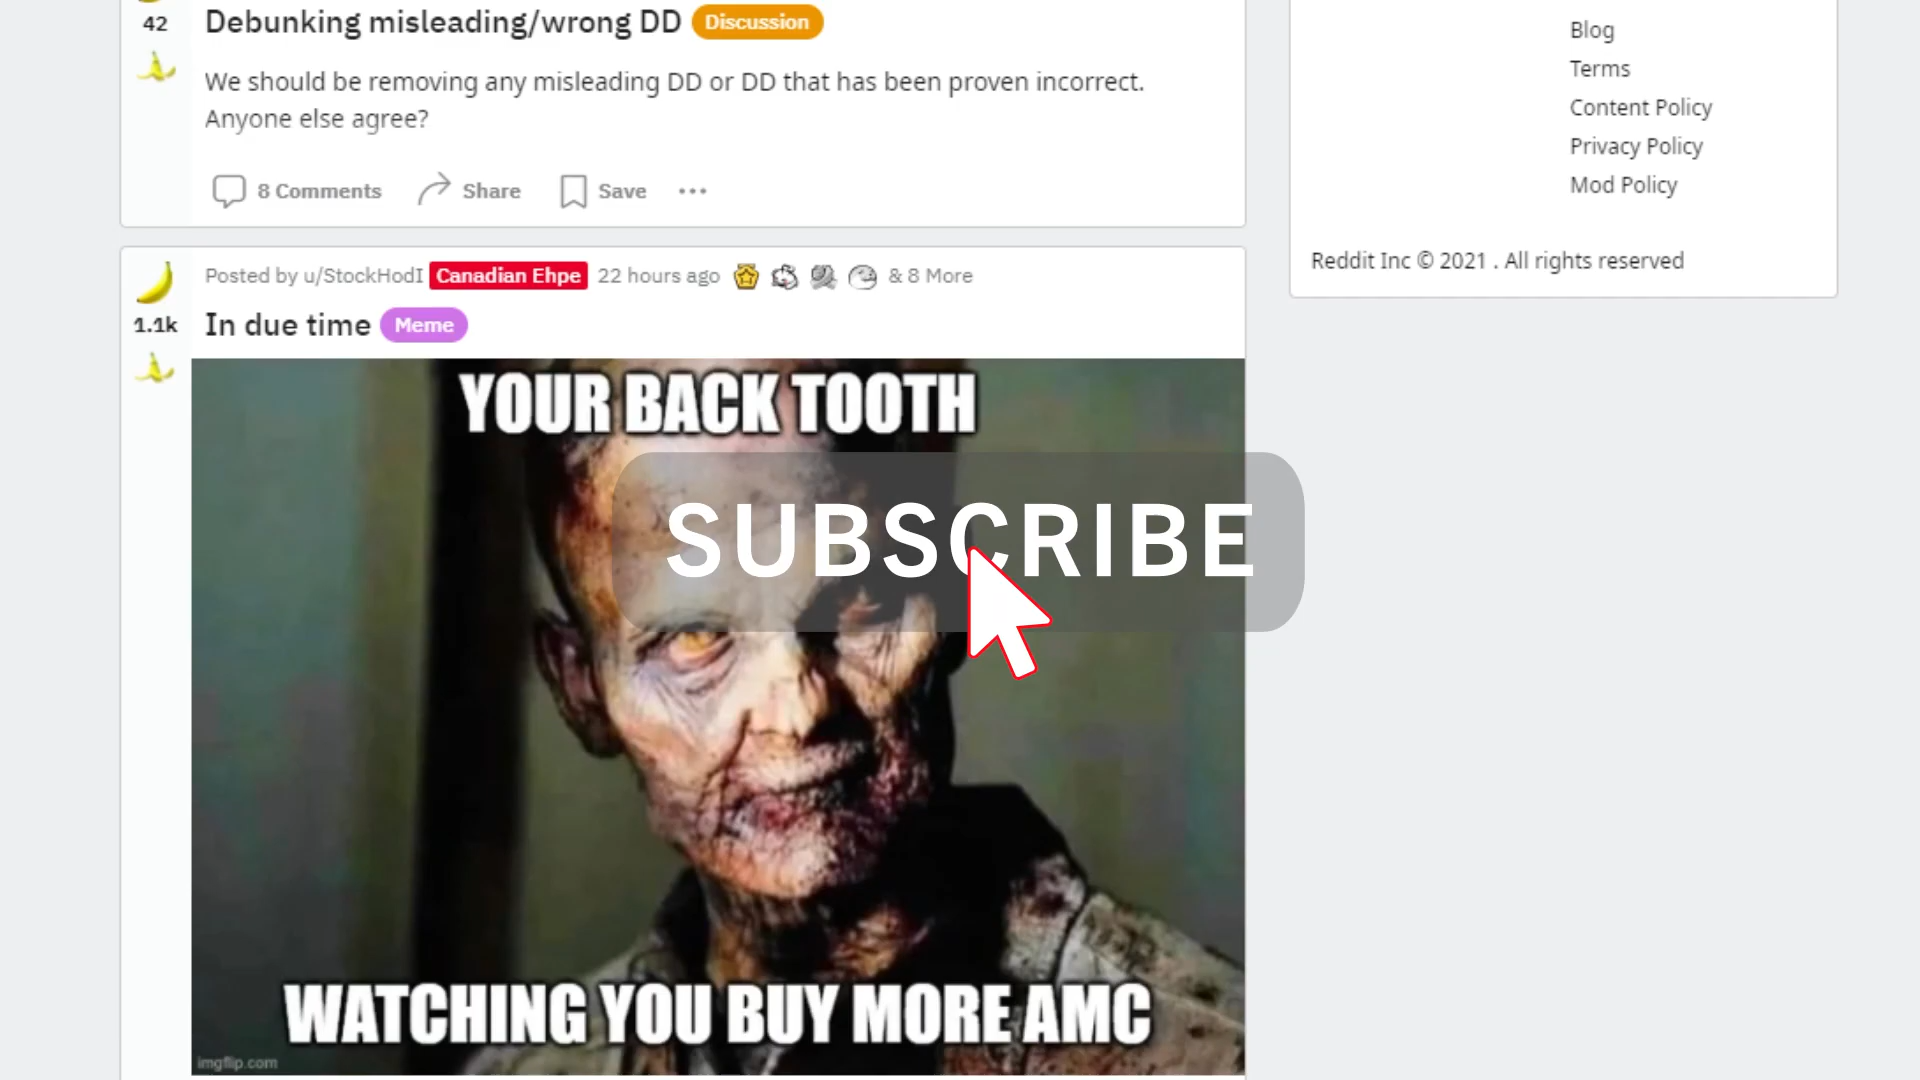 42
Debunking misleading/wrong DD Discussion
We should be removing any misleading DD or DD that has been proven incorrect.
Anyone else agree?
8 Comments Share Save
Posted by u/StockHodI Canadian Ehpe 22 hours ago & 8 More
1.1k
In due time Meme
YOUR BACK TOOTH
SUBSCRIBE
WATCHING YOU BUY MORE AMC
imgflip.com
Blog
Terms
Content Policy
Privacy Policy
Mod Policy
Reddit Inc © 2021 . All rights reserved